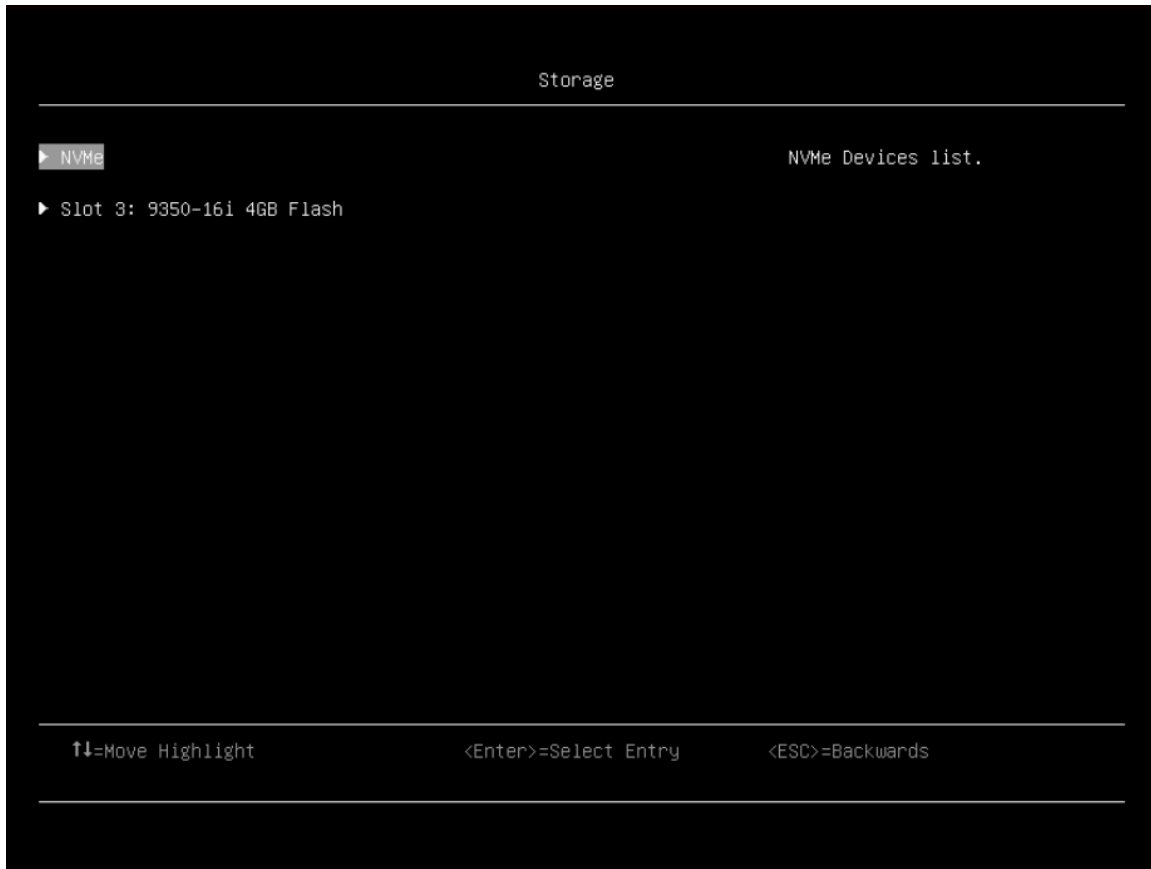 Storage
▶ NVMe
NVMe Devices list.
▶ Slot 3: 9350-16i 4GB Flash
↑↓=Move Highlight <Enter>=Select Entry <ESC>=Backwards